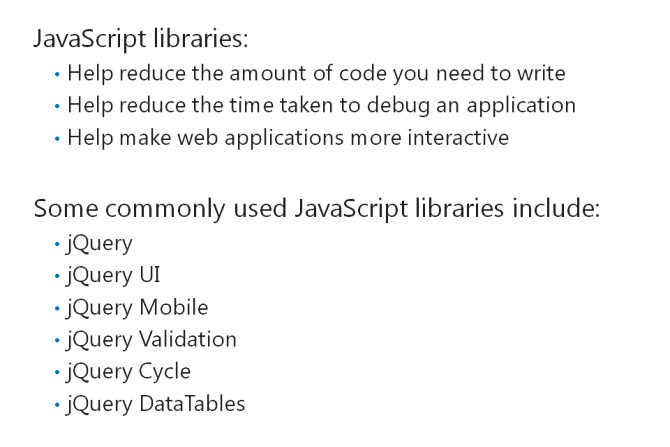 JavaScript libraries:
• Help reduce the amount of code you need to write
• Help reduce the time taken to debug an application
• Help make web applications more interactive
Some commonly used JavaScript libraries include:
• jQuery
• jQuery UI
• jQuery Mobile
• jQuery Validation
• jQuery Cycle
• jQuery DataTables